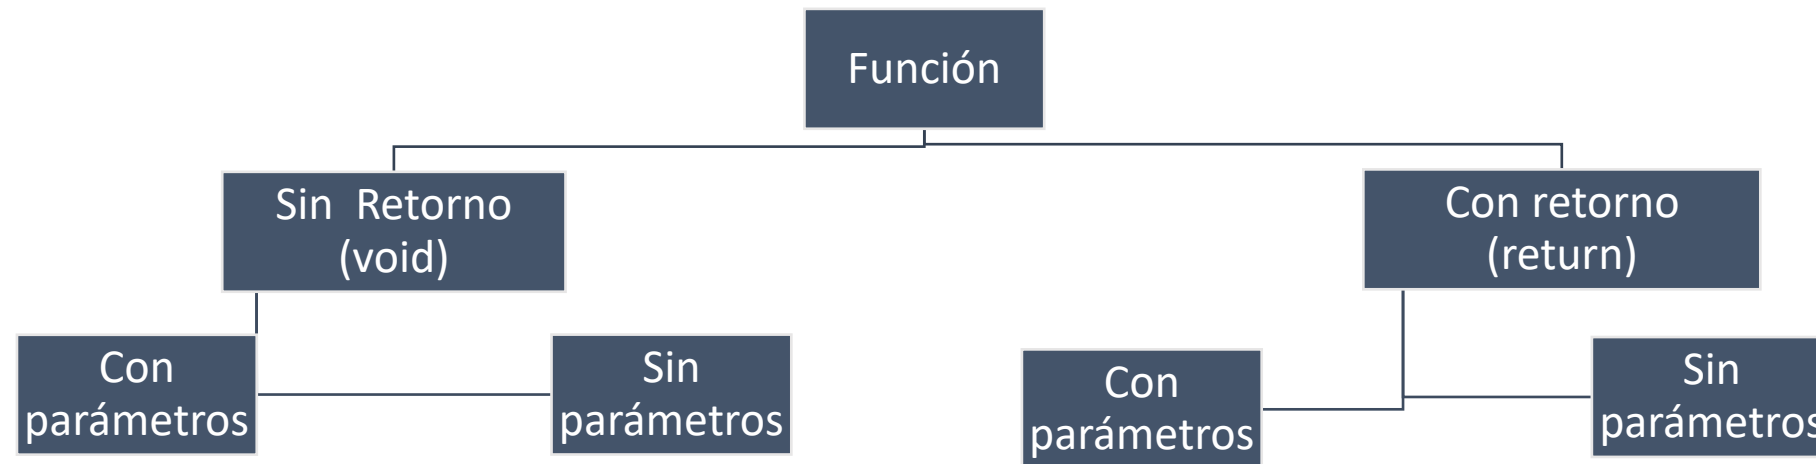 Función
Sin  Retorno
(void)
Con retorno
(return)
Con
parámetros
Sin
parámetros
Con
parámetros
Sin
parámetros